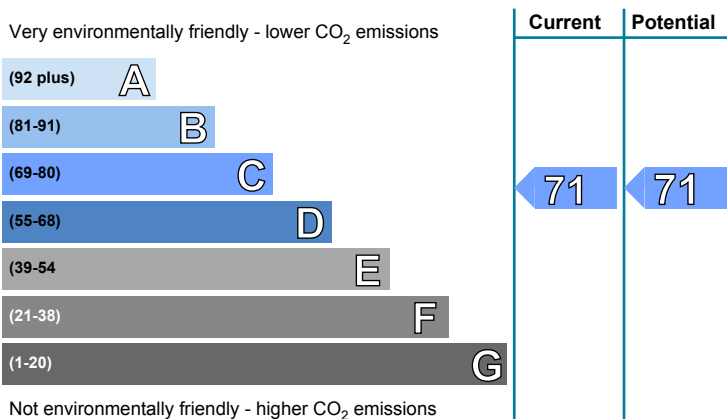 Very environmentally friendly - lower CO2 emissions
Current Potential
(92 plus) A
(81-91) B
(69-80) C
71 71
(55-68) D
(39-54 E
(21-38) F
(1-20) G
Not environmentally friendly - higher CO2 emissions